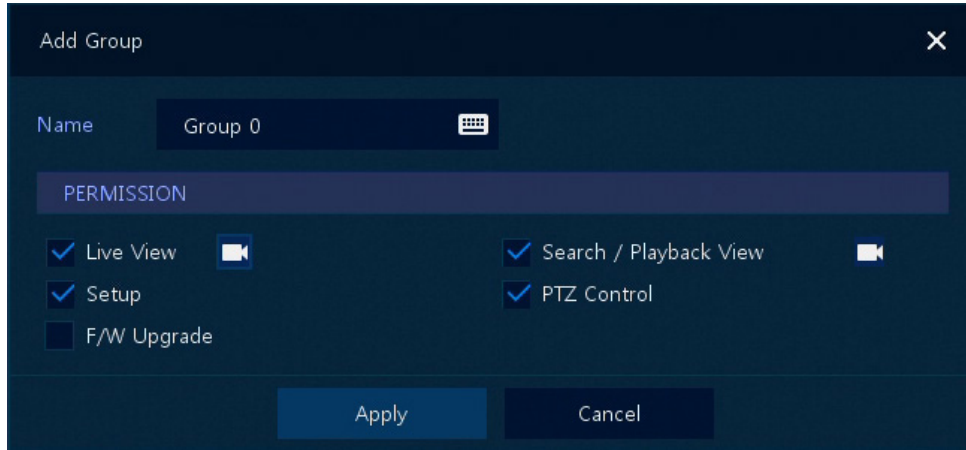 Add Group
Name Group 0
PERMISSION
Live View Search / Playback View
Setup PTZ Control
F/W Upgrade
Apply Cancel